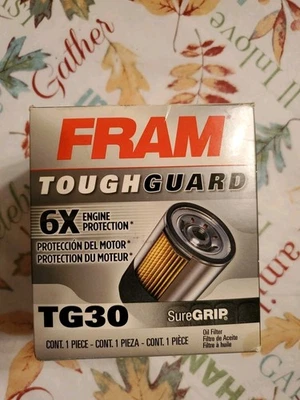 Gather
Inlove
FRAM
TOUGHGUARD
6X ENGINE PROTECTION*
PROTECCIÓN DEL MOTOR*
PROTECTION DU MOTEUR*
TG30
SureGRIP
Oil Filter
Filtro de Aceite
Filtre à huile
CONT. 1 PIECE - CONT. 1 PIEZA - CONT. 1 PIÈCE